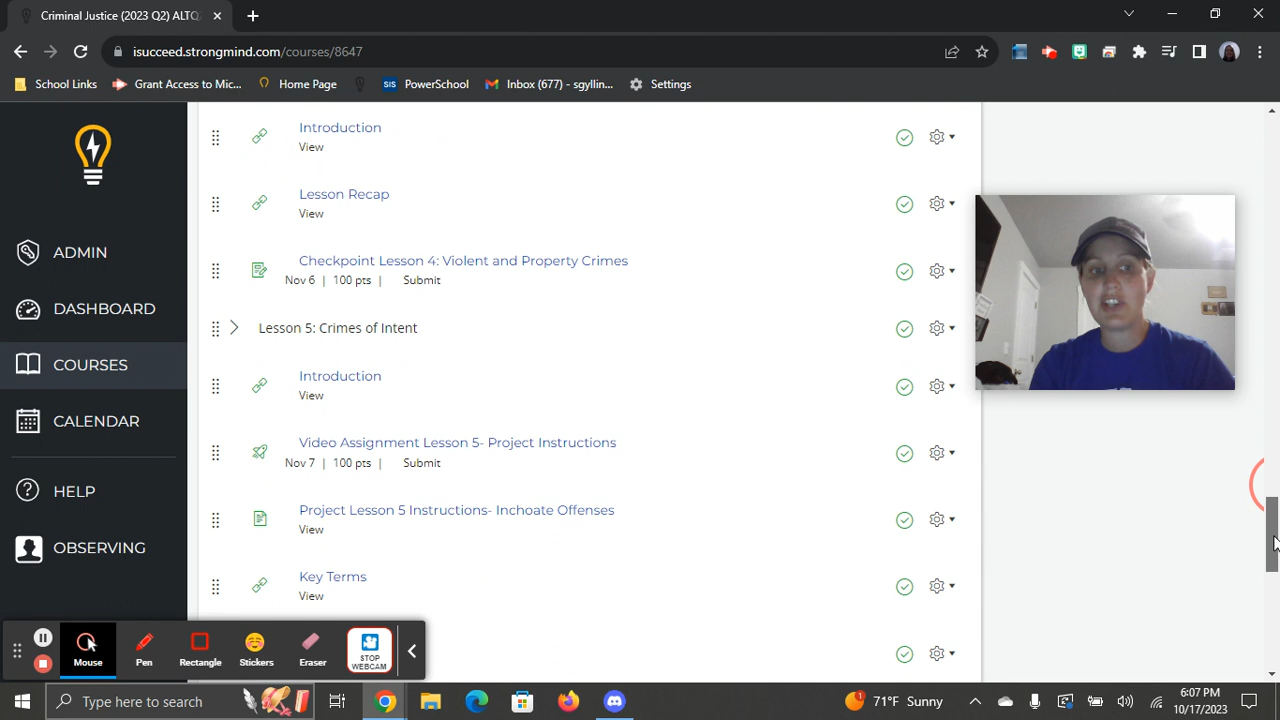 Criminal Justice (2023 Q2) ALTQ
isucceed.strongmind.com/courses/8647
School Links
Grant Access to Mic...
Home Page
SIS PowerSchool
Inbox (677) - sgyllin...
Settings
ADMIN
DASHBOARD
COURSES
CALENDAR
HELP
OBSERVING
Introduction
View
Lesson Recap
View
Checkpoint Lesson 4: Violent and Property Crimes
Nov 6 | 100 pts | Submit
Lesson 5: Crimes of Intent
Introduction
View
Video Assignment Lesson 5- Project Instructions
Nov 7 | 100 pts | Submit
Project Lesson 5 Instructions- Inchoate Offenses
View
Key Terms
View
Mouse
Pen
Rectangle
Stickers
Eraser
STOP
WEBCAM
Type here to search
1
71°F Sunny
6:07 PM
10/17/2023